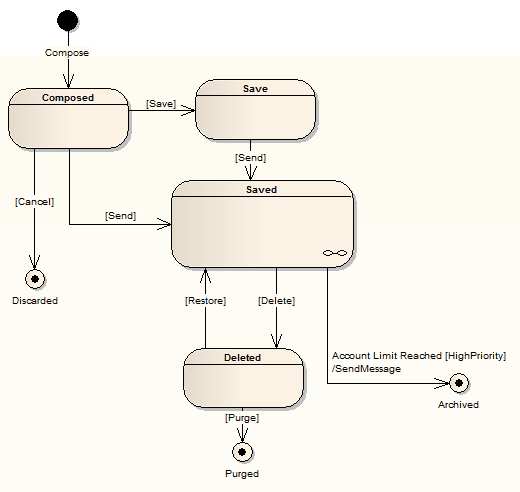 Compose
Composed
Save
[Save]
[Send]
Saved
[Cancel]
[Send]
Discarded
[Restore]
[Delete]
Deleted
Account Limit Reached [HighPriority]
/SendMessage
Archived
[Purge]
Purged